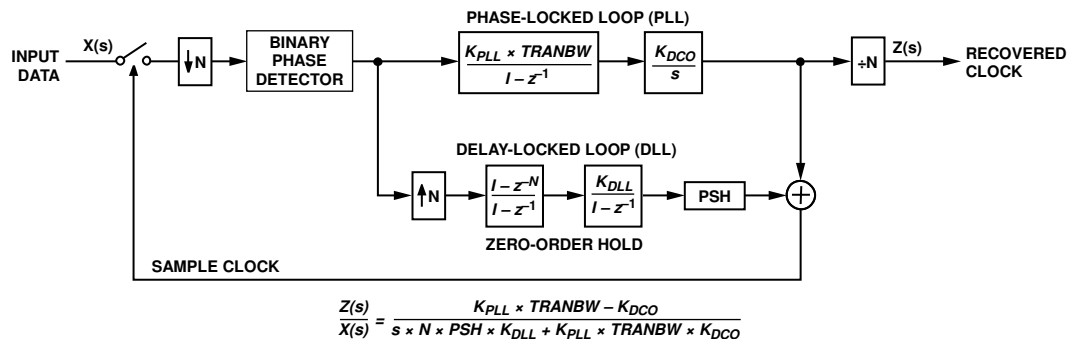 PHASE-LOCKED LOOP (PLL)
INPUT
DATA
X(s)
↓N
BINARY
PHASE
DETECTOR
K_PLL × TRANBW
I – z^–1
K_DCO
s
÷N
Z(s)
RECOVERED
CLOCK
DELAY-LOCKED LOOP (DLL)
↑N
I – z^–N
I – z^–1
K_DLL
I – z^–1
PSH
+
ZERO-ORDER HOLD
SAMPLE CLOCK
Z(s)
X(s)
=
K_PLL × TRANBW – K_DCO
s × N × PSH × K_DLL + K_PLL × TRANBW × K_DCO